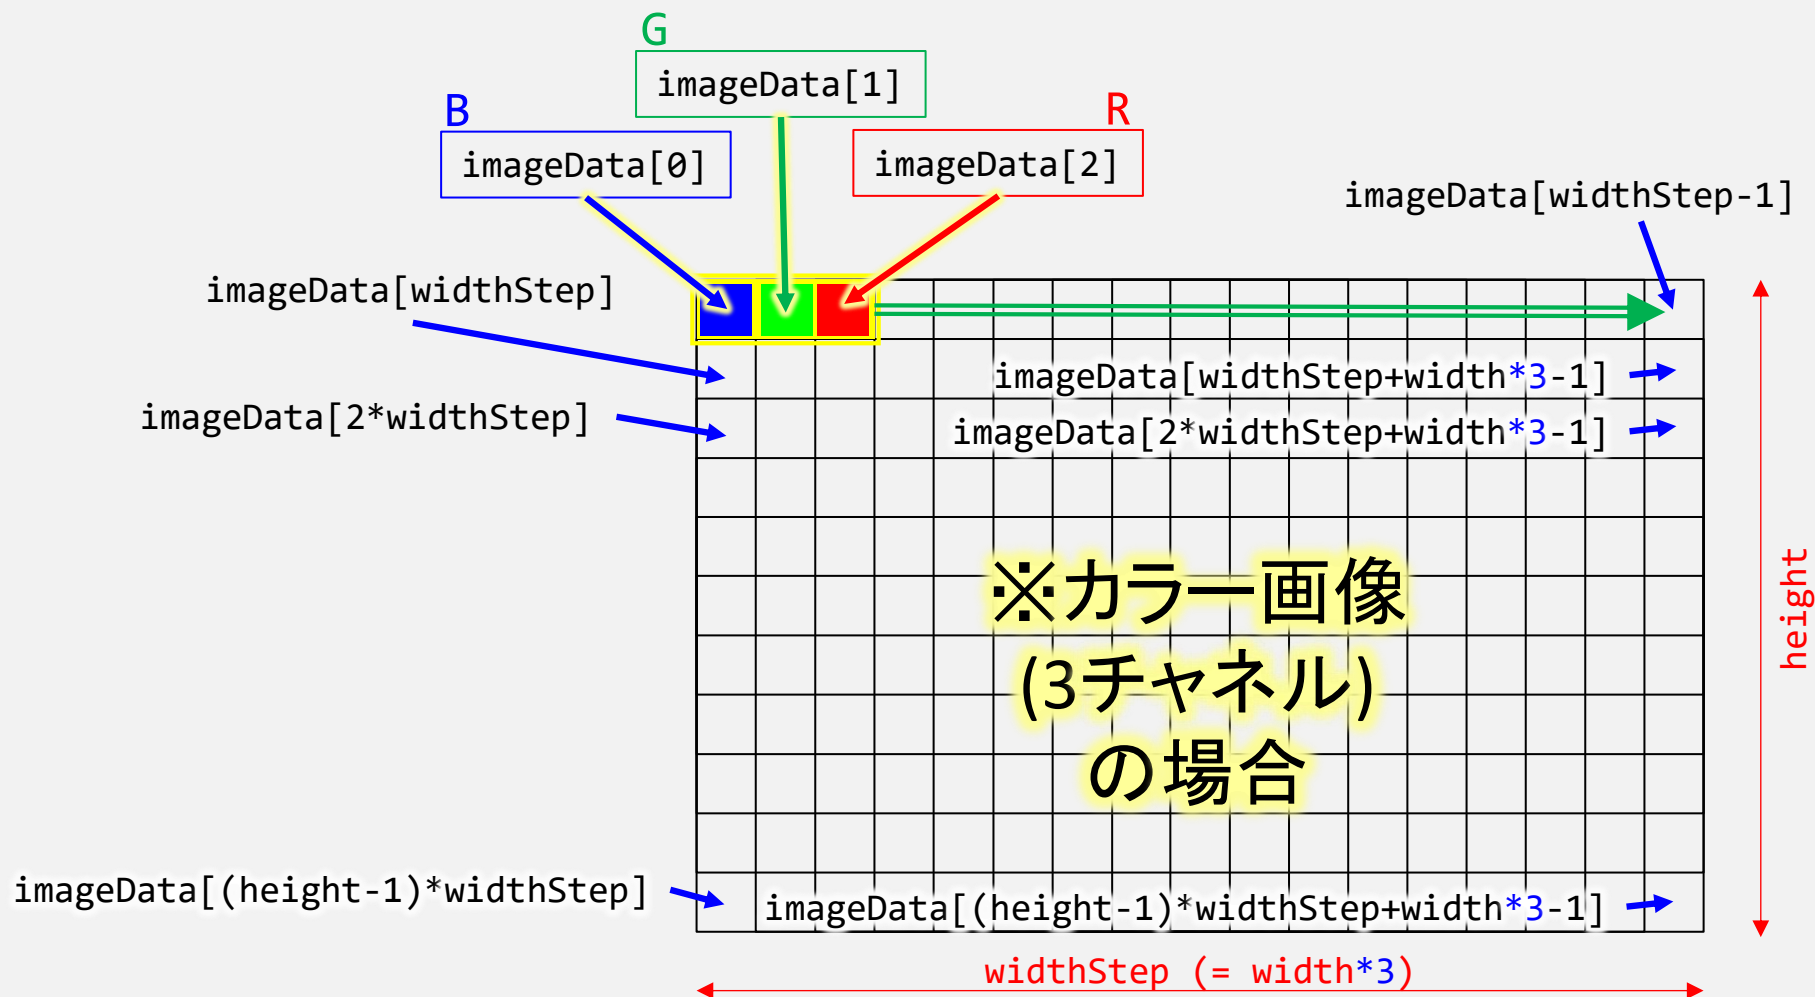 G
imageData[1]
B
R
imageData[0]
imageData[2]
imageData[widthStep-1]
imageData[widthStep]
imageData[widthStep+width*3-1]
imageData[2*widthStep]
imageData[2*widthStep+width*3-1]
※カラー画像
(3チャネル)
の場合
height
imageData[(height-1)*widthStep]
imageData[(height-1)*widthStep+width*3-1]
widthStep (= width*3)